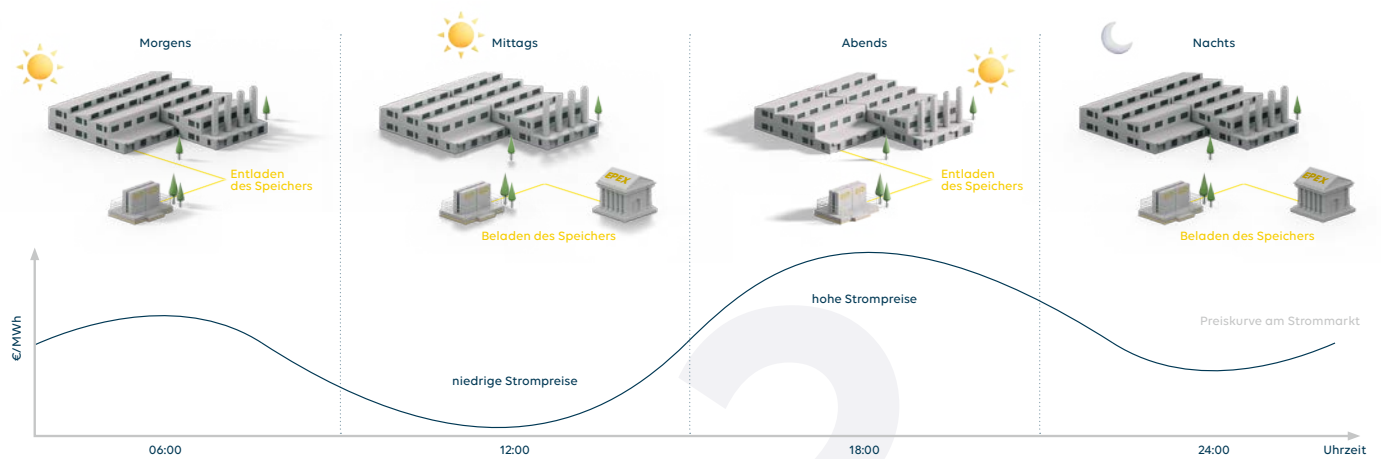 Morgens
Mittags
Abends
Nachts
Entladen
des Speichers
EPEX
Beladen des Speichers
Entladen
des Speichers
EPEX
Beladen des Speichers
€/MWh
hohe Strompreise
niedrige Strompreise
Preiskurve am Strommarkt
2
06:00
12:00
18:00
24:00
Uhrzeit